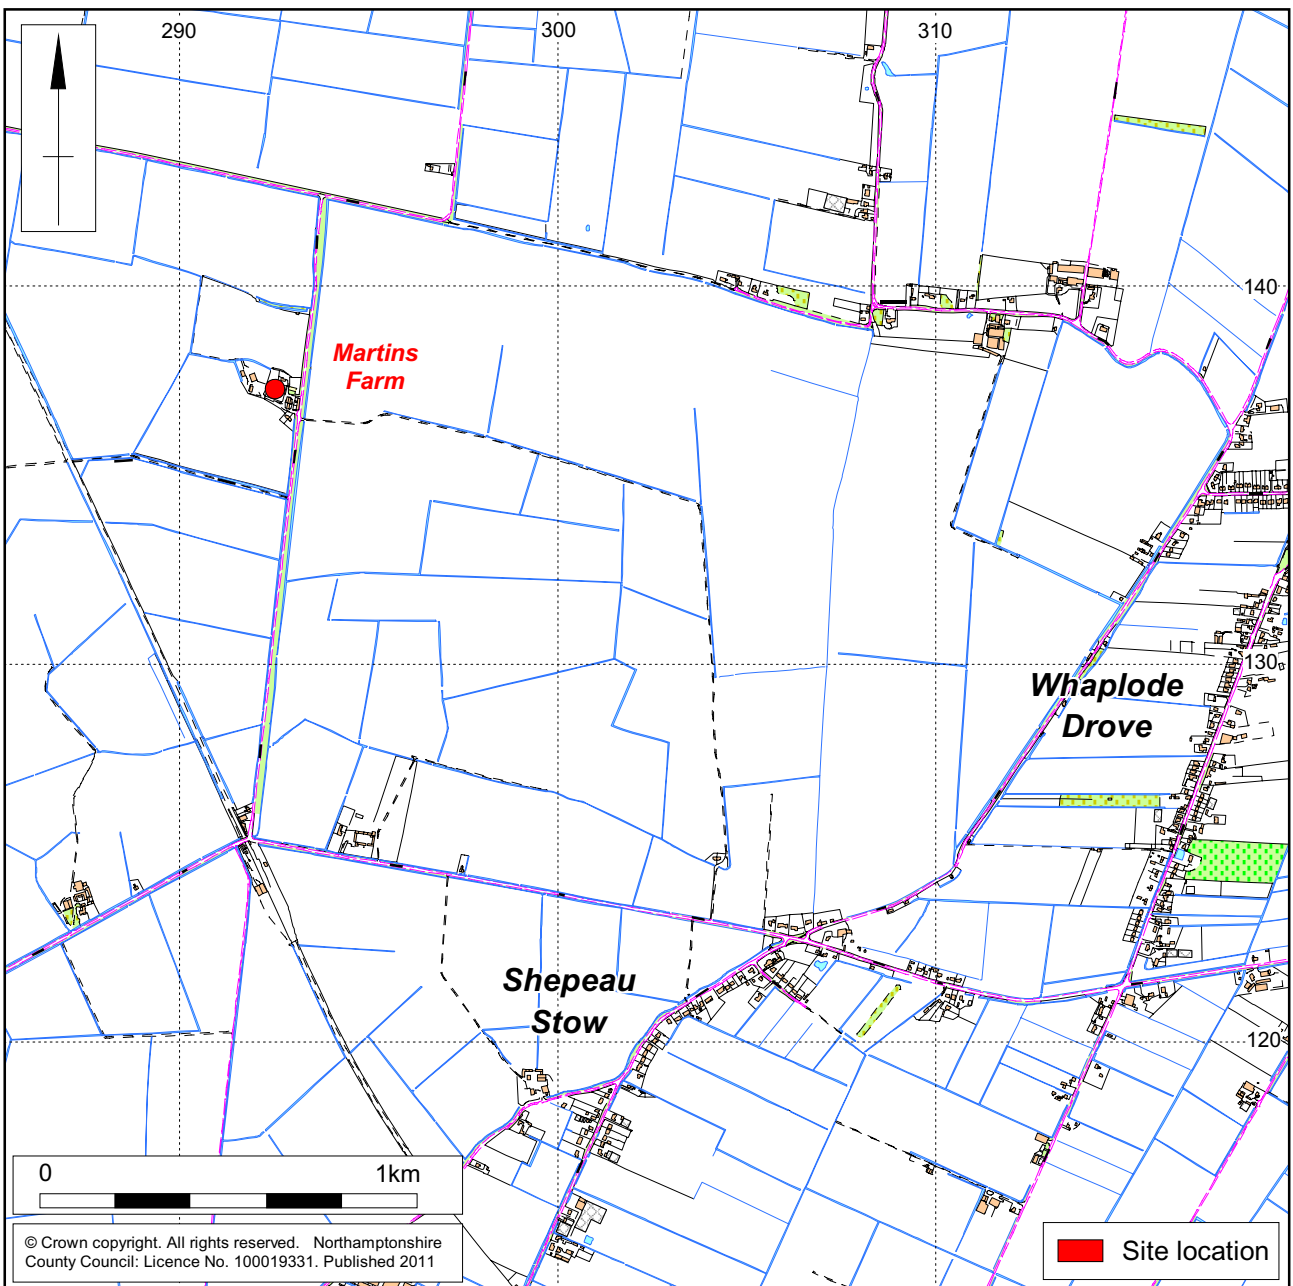 290
300
310
140
Martins
Farm
130
Whaplode
Drove
Shepeau
Stow
120
0
1km
© Crown copyright. All rights reserved. Northamptonshire
County Council: Licence No. 100019331. Published 2011
Site location